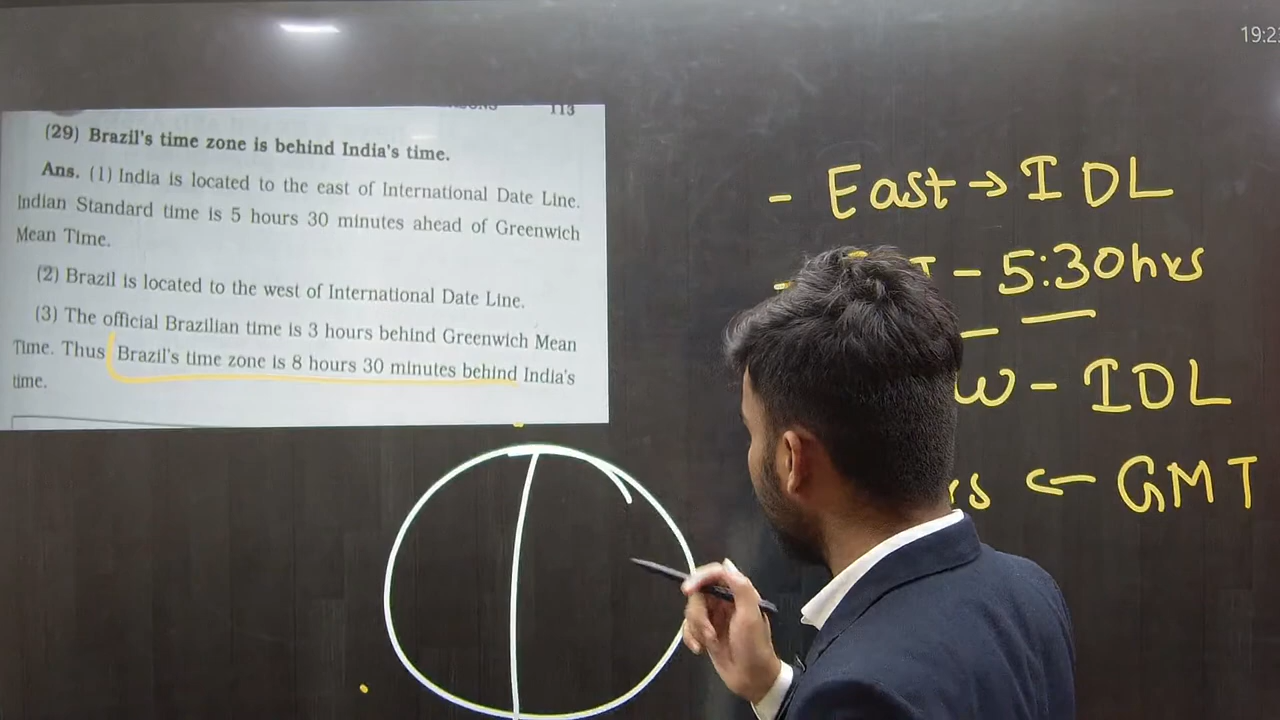 113
(29) Brazil's time zone is behind India's time.
Ans. (1) India is located to the east of International Date Line.
Indian Standard time is 5 hours 30 minutes ahead of Greenwich
Mean Time.
(2) Brazil is located to the west of International Date Line.
(3) The official Brazilian time is 3 hours behind Greenwich Mean
Time. Thus Brazil's time zone is 8 hours 30 minutes behind India's
time.
19:23
- East → IDL
- 5:30hrs
W - IDL
← GMT